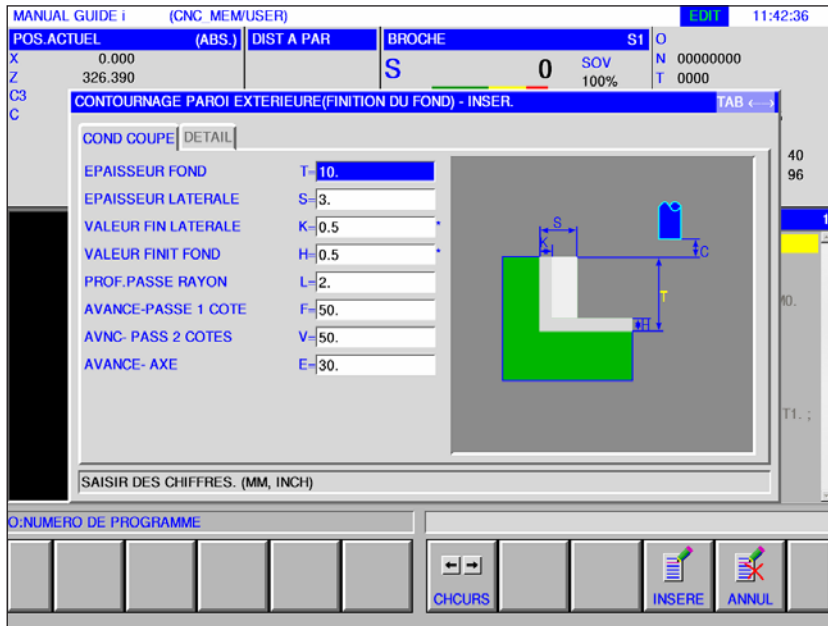 MANUAL GUIDE i (CNC_MEM/USER) EDIT 11:42:36
POS.ACTUEL (ABS.) DIST A PAR BROCHE S1 O
X 0.000 S 0 SOV N 00000000
Z 326.390 100% T 0000
C3
C
CONTOURNAGE PAROI EXTERIEURE(FINITION DU FOND) - INSER. TAB ←→
COND COUPE DETAIL
EPAISSEUR FOND T= 10.
EPAISSEUR LATERALE S= 3.
VALEUR FIN LATERALE K= 0.5 *
VALEUR FINIT FOND H= 0.5 *
PROF.PASSE RAYON L= 2.
AVANCE-PASSE 1 COTE F= 50.
AVNC- PASS 2 COTES V= 50.
AVANCE- AXE E= 30.
S
K
C
T
H
40
96
1
M0.
T1. ;
SAISIR DES CHIFFRES. (MM, INCH)
O:NUMERO DE PROGRAMME
CHCURS INSERE ANNUL